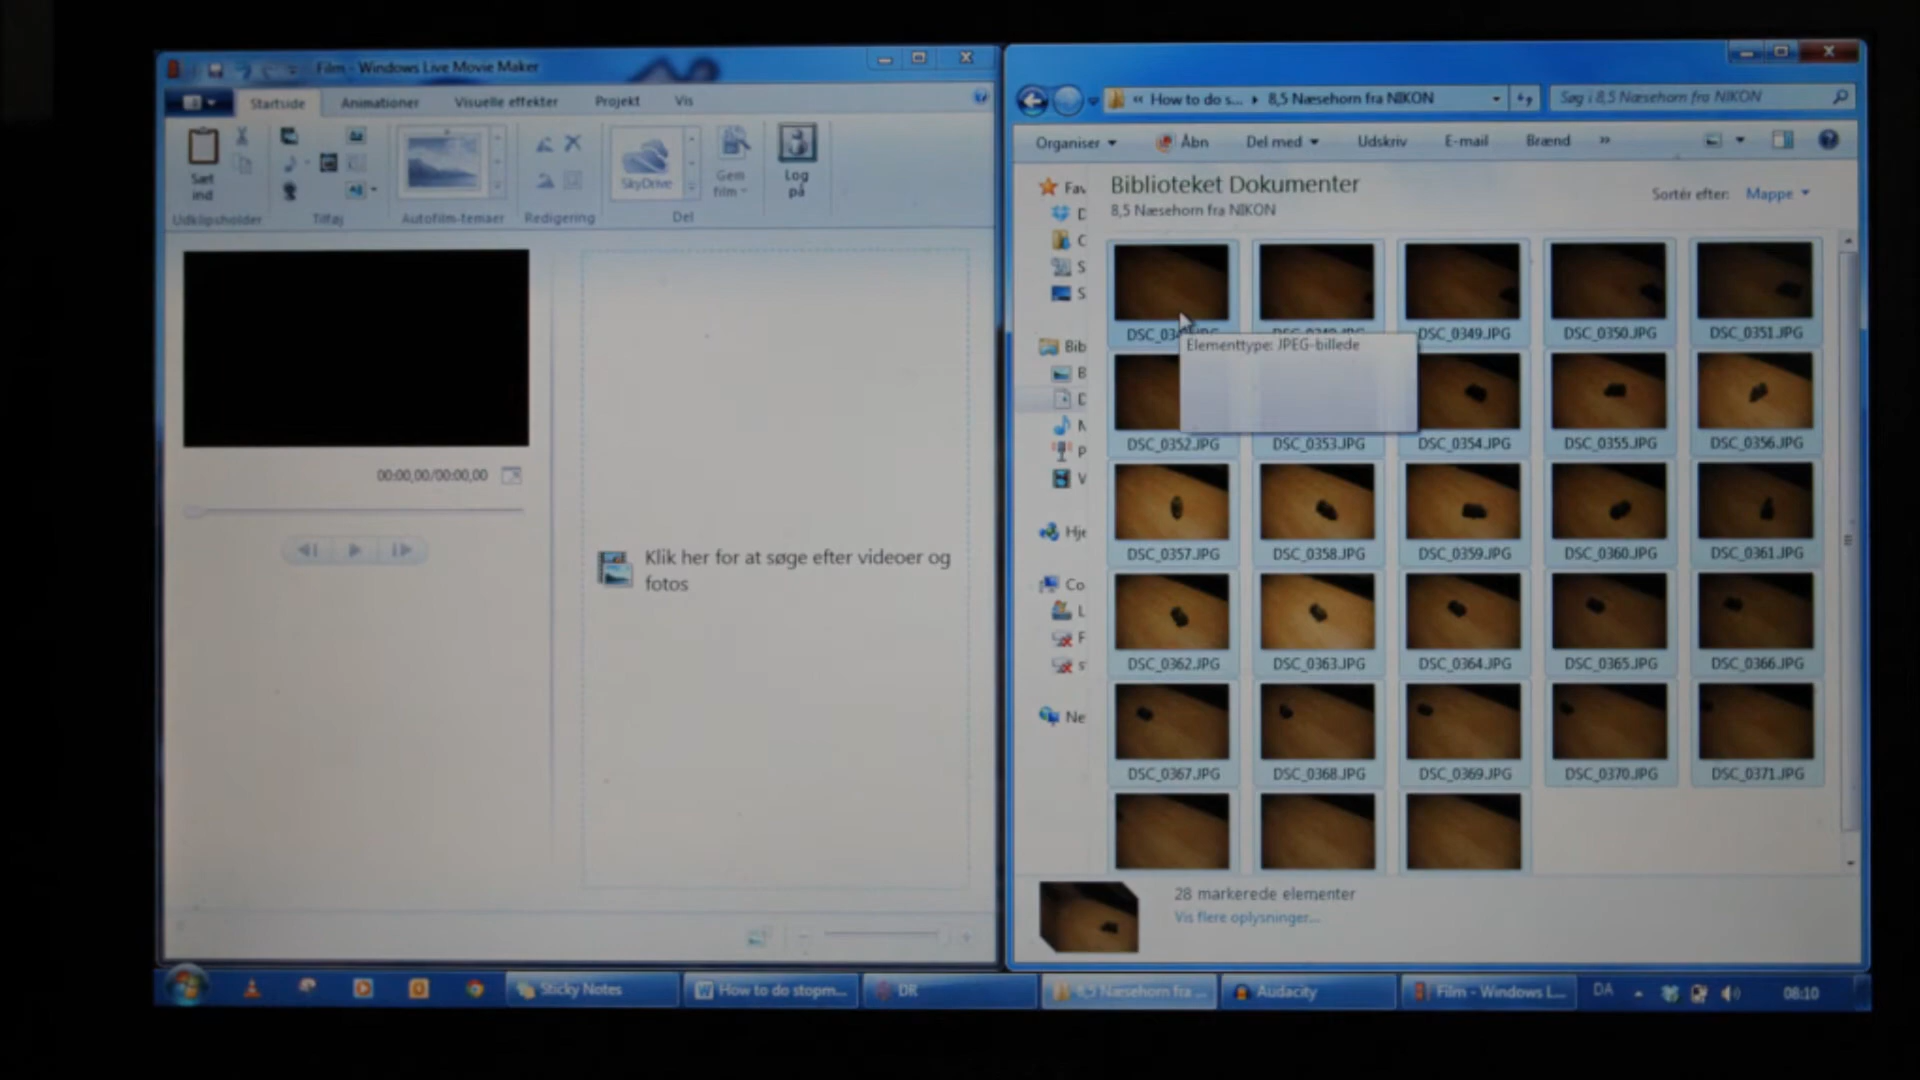 Film - Windows Live Movie Maker
Startside
Animationer
Visuelle effekter
Projekt
Vis
Sæt
ind
SkyDrive
Gem
film
Log
på
Udklipsholder
Tilføj
Autofilm-temaer
Redigering
Del
00:00,00/00:00,00
Klik her for at søge efter videoer og
fotos
« How to do s... ▸ 8,5 Næsehorn fra NIKON
Søg i 8,5 Næsehorn fra NIKON
Organiser
Åbn
Del med
Udskriv
E-mail
Brænd
»
Biblioteket Dokumenter
8,5 Næsehorn fra NIKON
Sortér efter: Mappe
Fav
D
C
S
S
Bib
B
D
M
P
V
Hje
Co
L
F
s
Ne
DSC_0349.JPG
DSC_0350.JPG
DSC_0351.JPG
Elementtype: JPEG-billede
DSC_0352.JPG
DSC_0353.JPG
DSC_0354.JPG
DSC_0355.JPG
DSC_0356.JPG
DSC_0357.JPG
DSC_0358.JPG
DSC_0359.JPG
DSC_0360.JPG
DSC_0361.JPG
DSC_0362.JPG
DSC_0363.JPG
DSC_0364.JPG
DSC_0365.JPG
DSC_0366.JPG
DSC_0367.JPG
DSC_0368.JPG
DSC_0369.JPG
DSC_0370.JPG
DSC_0371.JPG
28 markerede elementer
Vis flere oplysninger...
Sticky Notes
How to do stopm...
DR
8,5 Næsehorn fra ...
Audacity
Film - Windows L...
DA
08:10